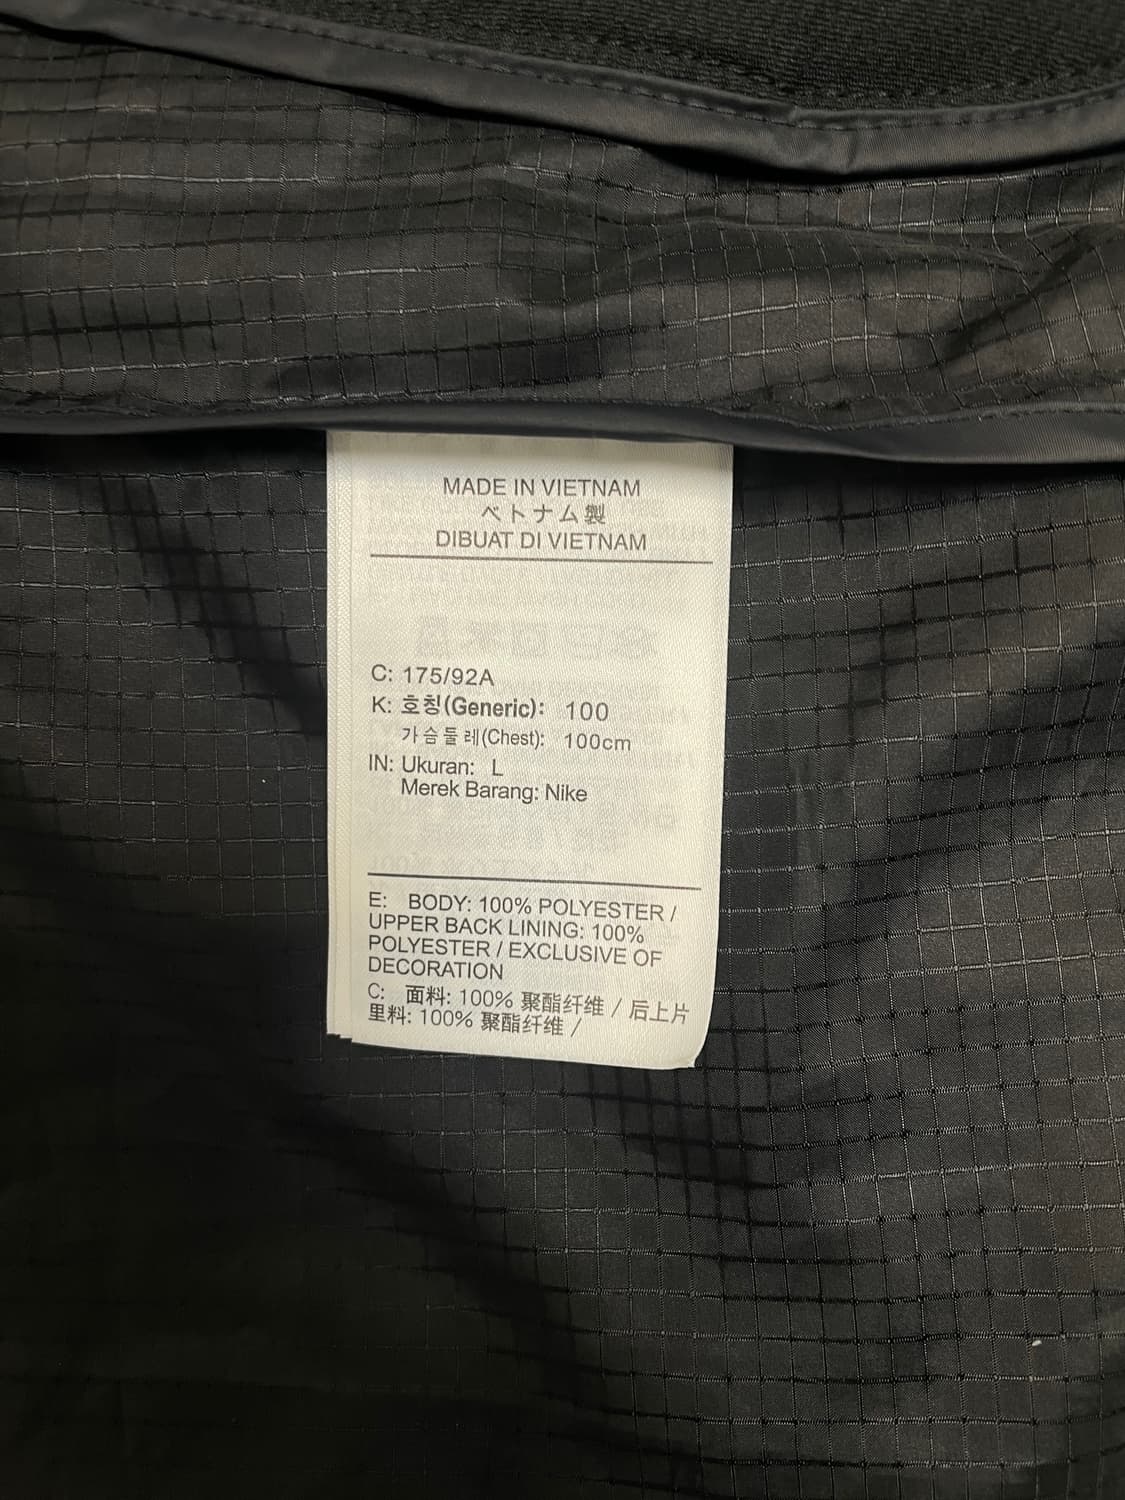 MADE IN VIETNAM
ベトナム製
DIBUAT DI VIETNAM
C: 175/92A
K: 호칭(Generic): 100
가슴둘레(Chest): 100cm
IN: Ukuran: L
Merek Barang: Nike
E: BODY: 100% POLYESTER /
UPPER BACK LINING: 100%
POLYESTER / EXCLUSIVE OF
DECORATION
C: 面料: 100% 聚酯纤维 / 后上片
里料: 100% 聚酯纤维 /